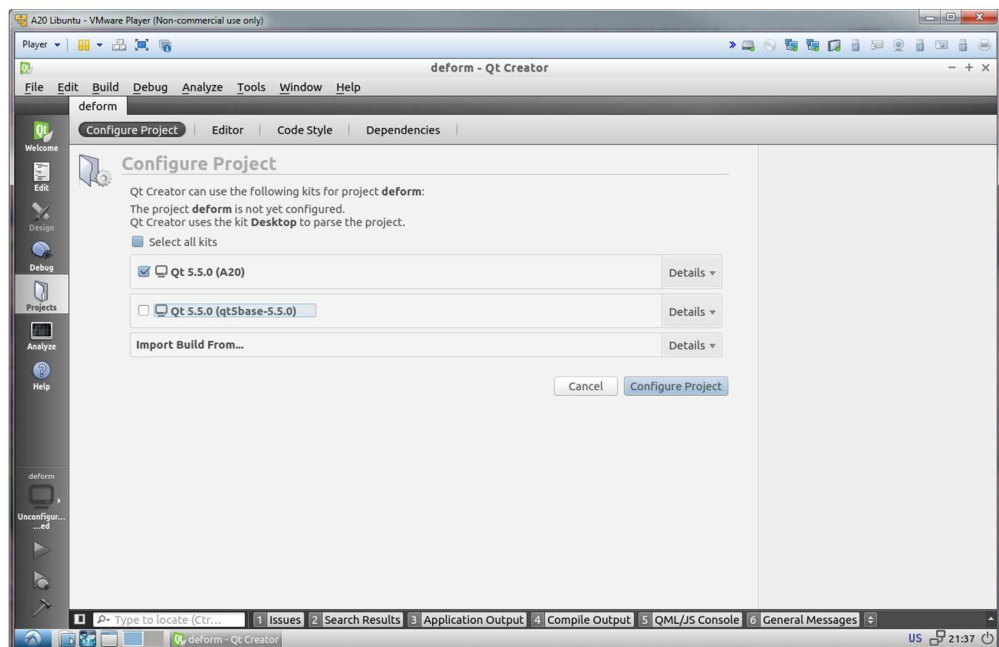 A20 Libuntu - VMware Player (Non-commercial use only)
Player
deform - Qt Creator
File Edit Build Debug Analyze Tools Window Help
deform
Configure Project Editor Code Style Dependencies
Qt
Welcome
Edit
Design
Debug
Projects
Analyze
Help
Configure Project
Qt Creator can use the following kits for project deform:
The project deform is not yet configured.
Qt Creator uses the kit Desktop to parse the project.
Select all kits
Qt 5.5.0 (A20) Details
Qt 5.5.0 (qt5base-5.5.0) Details
Import Build From... Details
Cancel Configure Project
deform
Unconfigur...
...ed
Type to locate (Ctr... 1 Issues 2 Search Results 3 Application Output 4 Compile Output 5 QML/JS Console 6 General Messages
deform - Qt Creator US 21:37